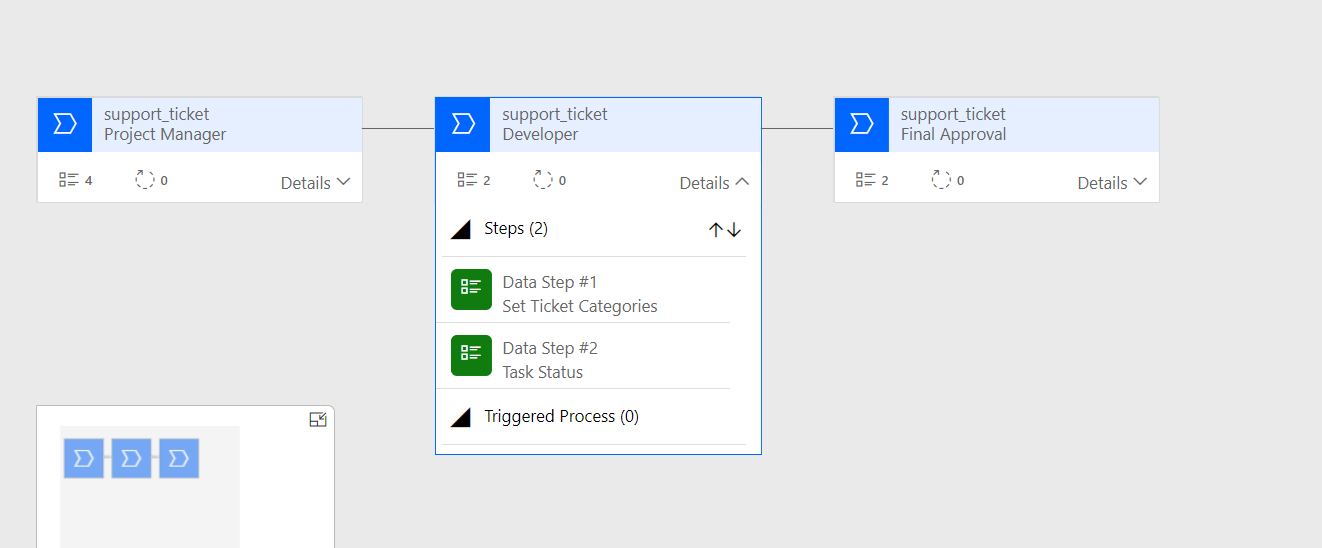 support_ticket
Project Manager
4
0
Details
support_ticket
Developer
2
0
Details
Steps (2)
Data Step #1
Set Ticket Categories
Data Step #2
Task Status
Triggered Process (0)
support_ticket
Final Approval
2
0
Details